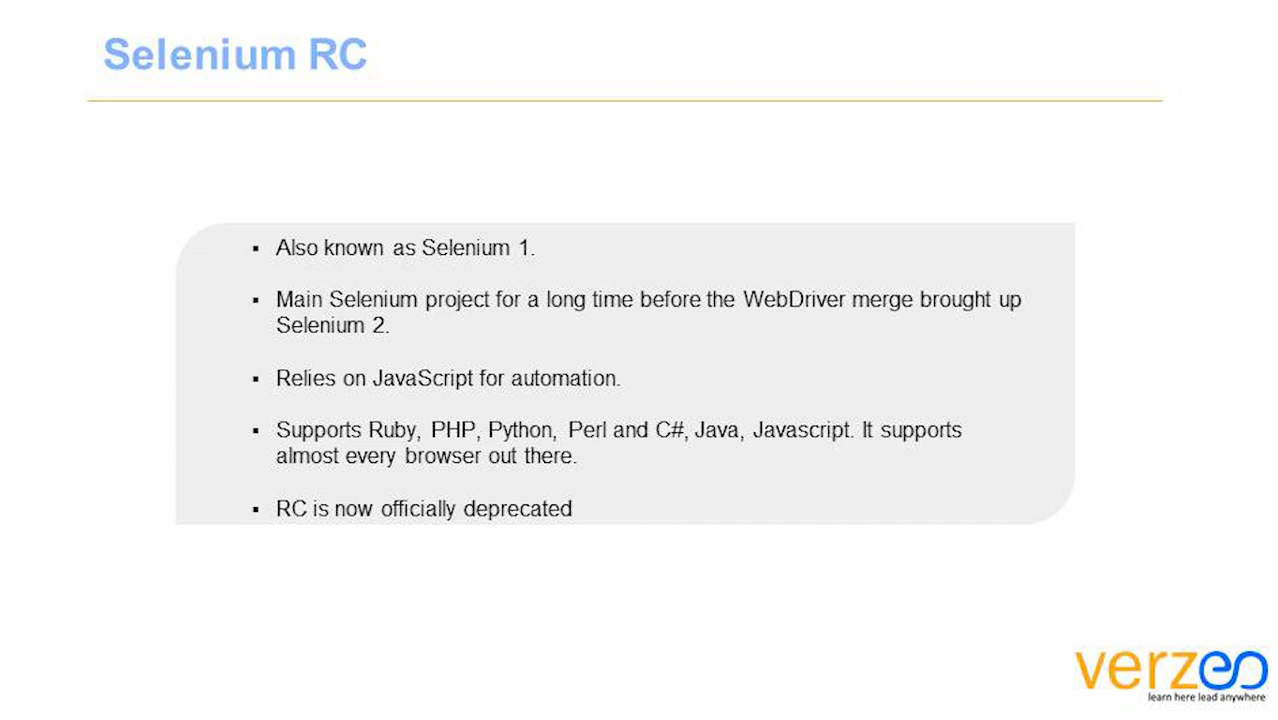 Selenium RC
▪ Also known as Selenium 1.
▪ Main Selenium project for a long time before the WebDriver merge brought up
Selenium 2.
▪ Relies on JavaScript for automation.
▪ Supports Ruby, PHP, Python, Perl and C#, Java, Javascript. It supports
almost every browser out there.
▪ RC is now officially deprecated
verzeo
learn here lead anywhere